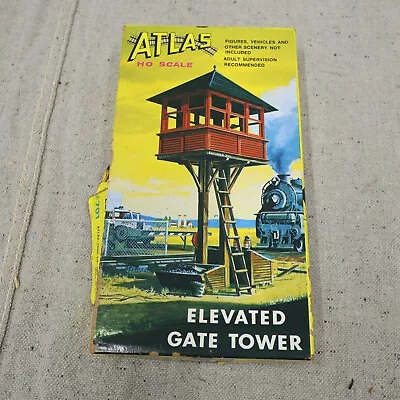 ATLAS
HO SCALE
FIGURES, VEHICLES AND
OTHER SCENERY NOT
INCLUDED
ADULT SUPERVISION
RECOMMENDED
ELEVATED
GATE TOWER